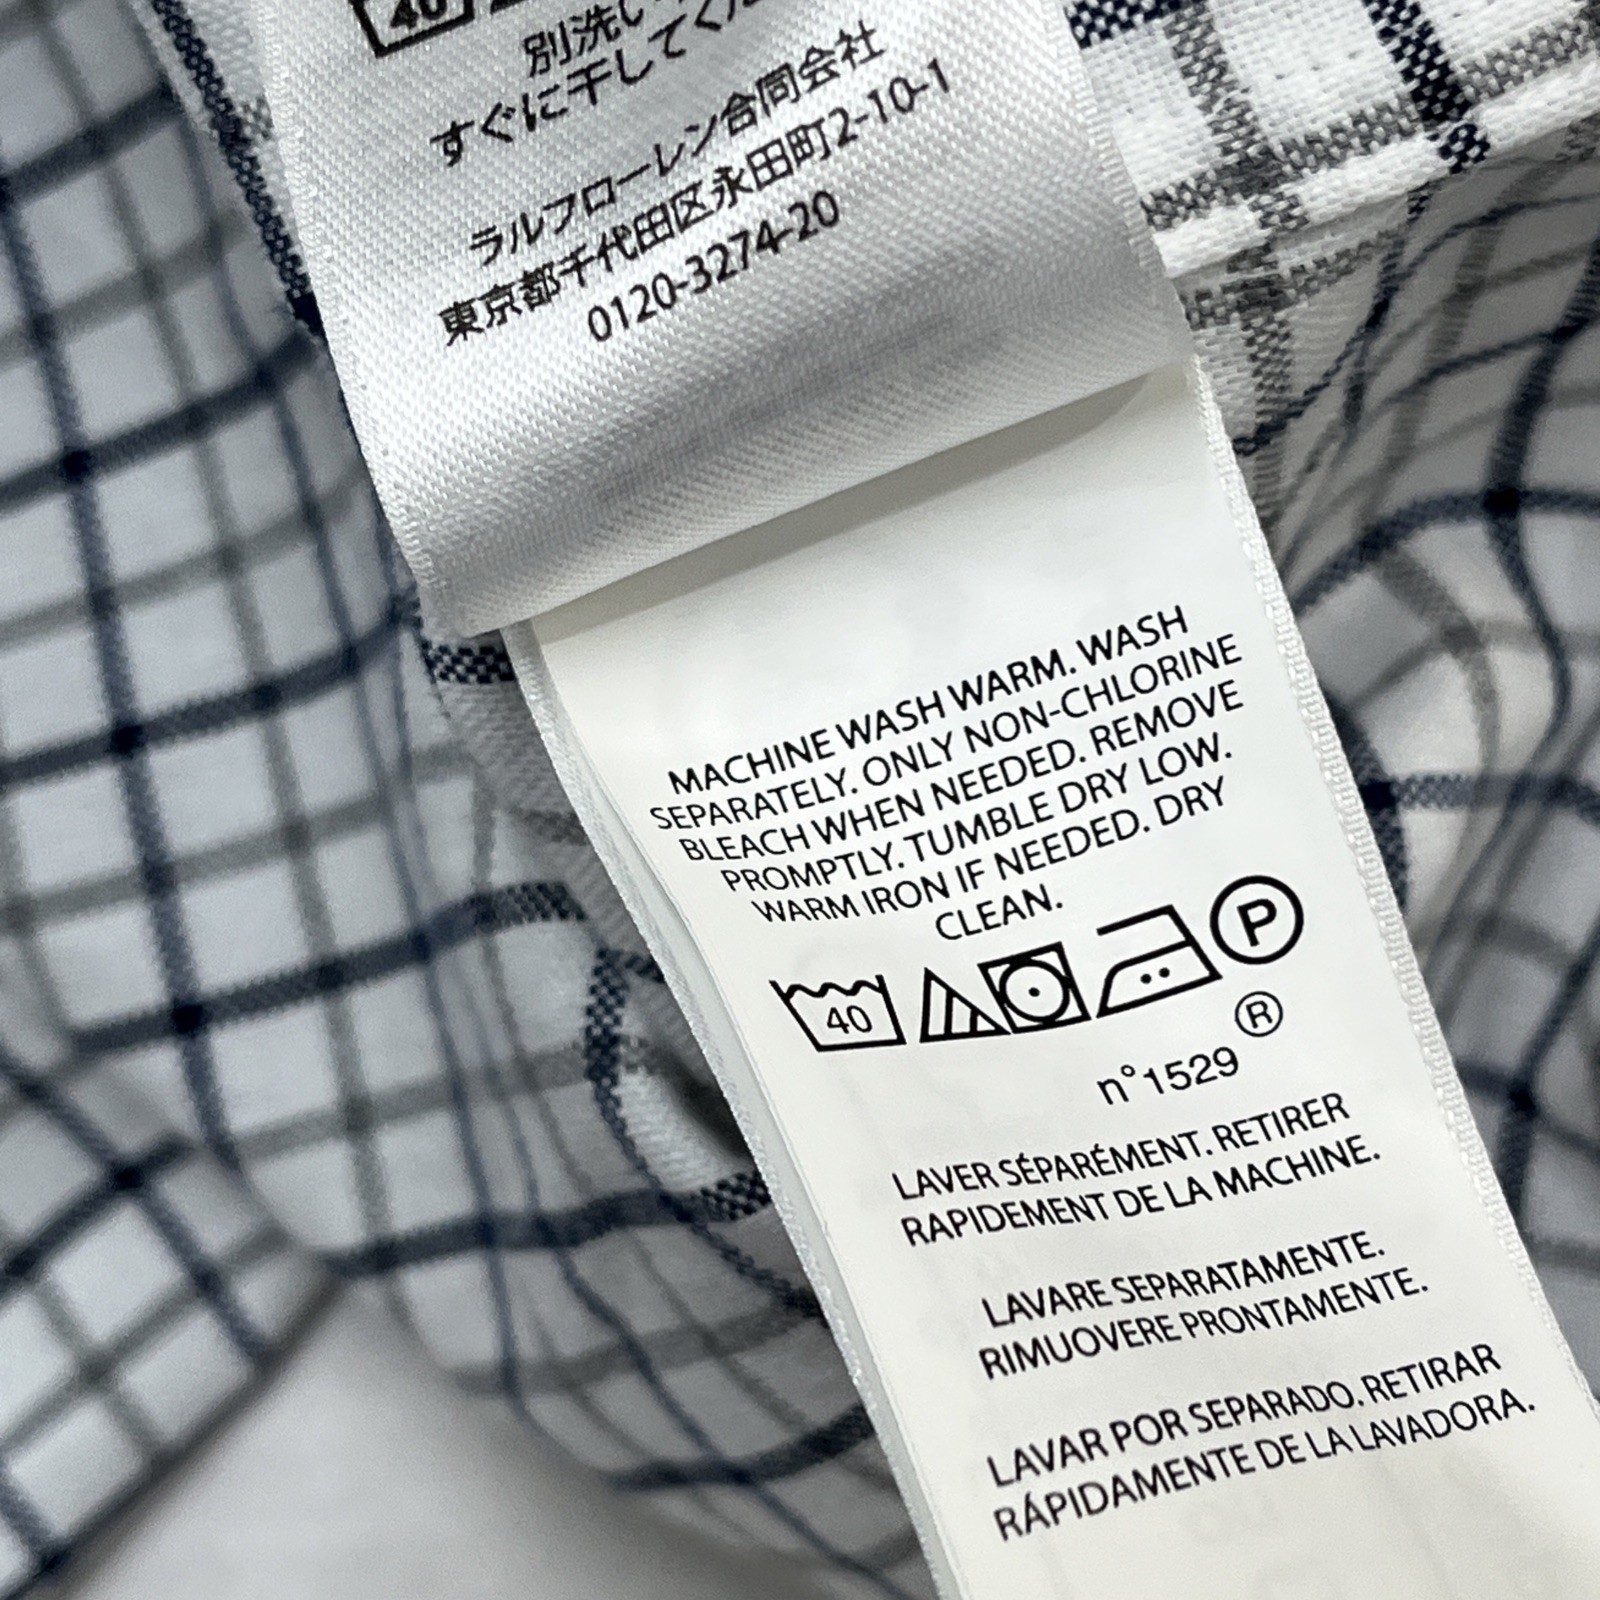 40
別洗い
すぐに干してくだ
ラルフローレン合同会社
東京都千代田区永田町2-10-1
0120-3274-20
MACHINE WASH WARM. WASH
SEPARATELY. ONLY NON-CHLORINE
BLEACH WHEN NEEDED. REMOVE
PROMPTLY. TUMBLE DRY LOW.
WARM IRON IF NEEDED. DRY
CLEAN.
40 P
®
n°1529
LAVER SÉPARÉMENT. RETIRER
RAPIDEMENT DE LA MACHINE.
LAVARE SEPARATAMENTE.
RIMUOVERE PRONTAMENTE.
LAVAR POR SEPARADO. RETIRAR
RÁPIDAMENTE DE LA LAVADORA.